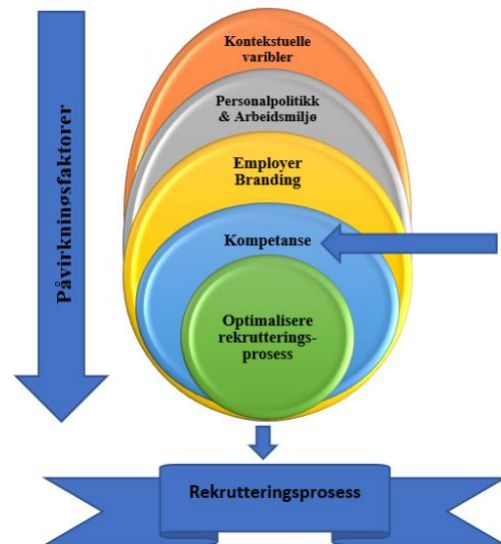 Påvirkningsfaktorer
Kontekstuelle
varibler
Personalpolitikk
& Arbeidsmiljø
Employer
Branding
Kompetanse
Optimalisere
rekrutterings-
prosess
Rekrutteringsprosess